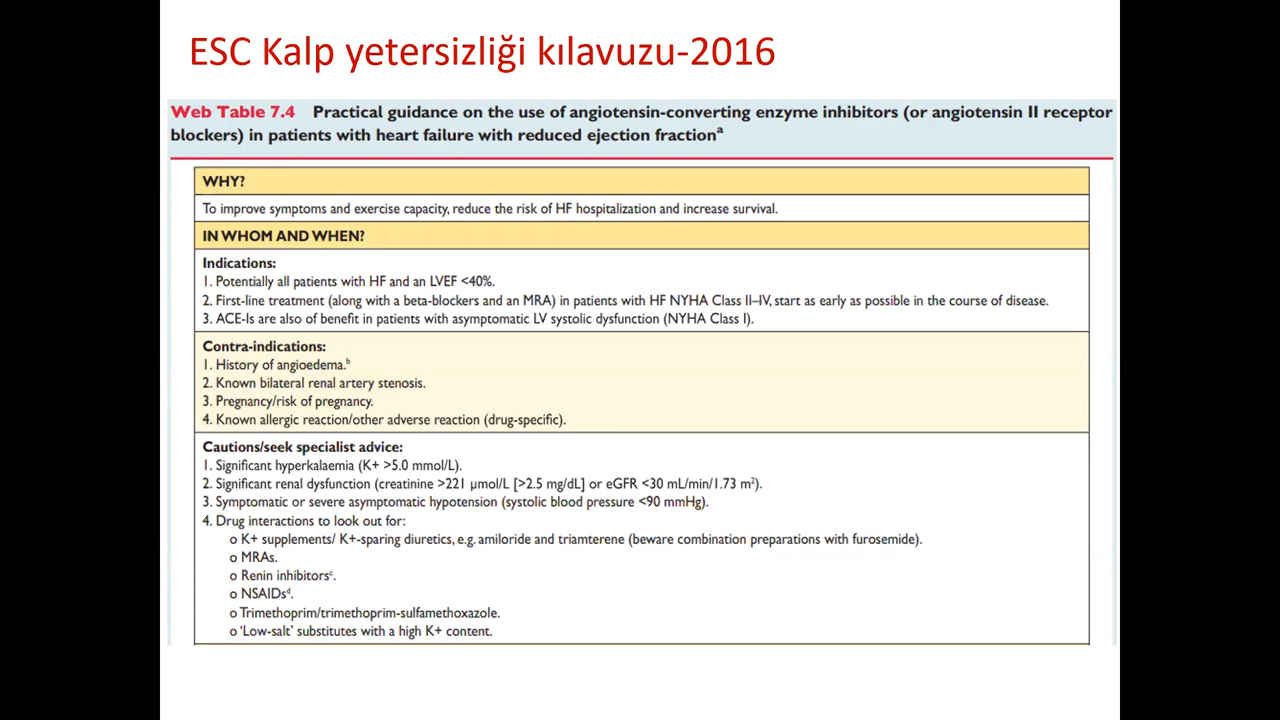 ESC Kalp yetersizliği kılavuzu-2016
Web Table 7.4 Practical guidance on the use of angiotensin-converting enzyme inhibitors (or angiotensin II receptor
blockers) in patients with heart failure with reduced ejection fractionᵃ
WHY?
To improve symptoms and exercise capacity, reduce the risk of HF hospitalization and increase survival.
IN WHOM AND WHEN?
Indications:
1. Potentially all patients with HF and an LVEF <40%.
2. First-line treatment (along with a beta-blockers and an MRA) in patients with HF NYHA Class II–IV, start as early as possible in the course of disease.
3. ACE-Is are also of benefit in patients with asymptomatic LV systolic dysfunction (NYHA Class I).
Contra-indications:
1. History of angioedema.ᵇ
2. Known bilateral renal artery stenosis.
3. Pregnancy/risk of pregnancy.
4. Known allergic reaction/other adverse reaction (drug-specific).
Cautions/seek specialist advice:
1. Significant hyperkalaemia (K+ >5.0 mmol/L).
2. Significant renal dysfunction (creatinine >221 µmol/L [>2.5 mg/dL] or eGFR <30 mL/min/1.73 m²).
3. Symptomatic or severe asymptomatic hypotension (systolic blood pressure <90 mmHg).
4. Drug interactions to look out for:
o K+ supplements/ K+-sparing diuretics, e.g. amiloride and triamterene (beware combination preparations with furosemide).
o MRAs.
o Renin inhibitorsᶜ.
o NSAIDsᵈ.
o Trimethoprim/trimethoprim-sulfamethoxazole.
o 'Low-salt' substitutes with a high K+ content.